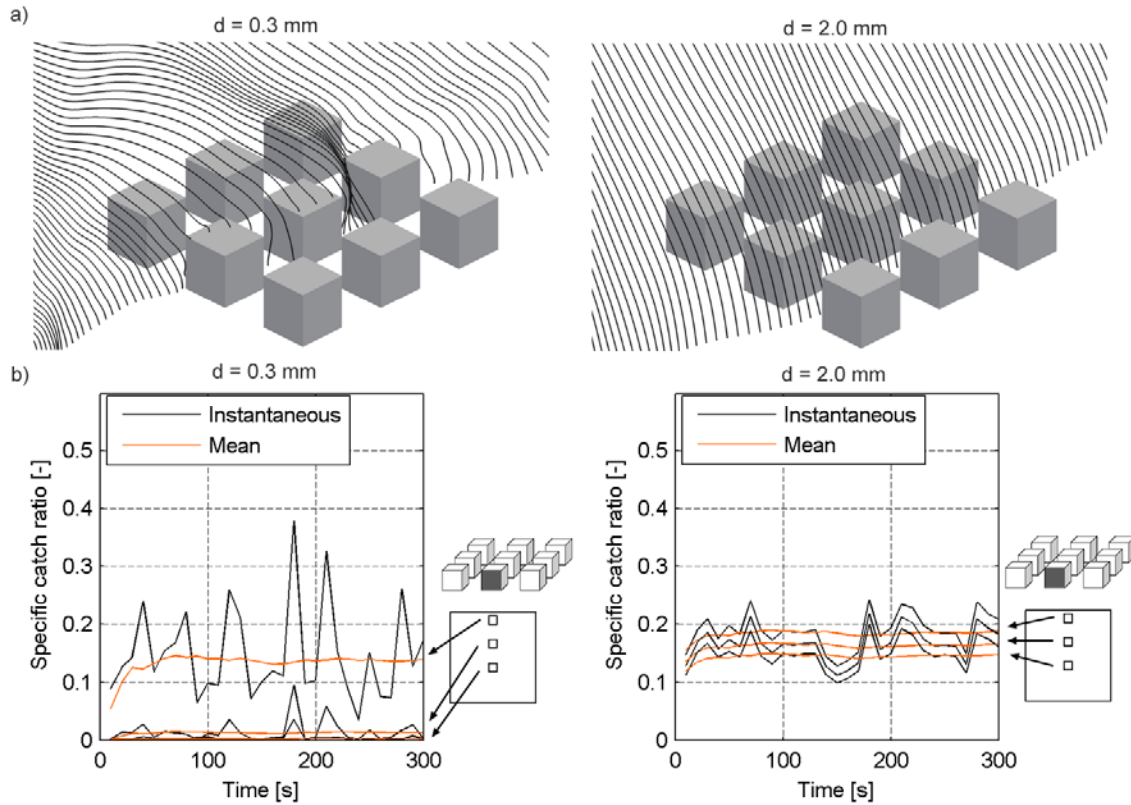 a)
d = 0.3 mm
d = 2.0 mm
b)
d = 0.3 mm
d = 2.0 mm
Instantaneous
Mean
Specific catch ratio [-]
0.5
0.4
0.3
0.2
0.1
0
100
200
300
Time [s]
Instantaneous
Mean
Specific catch ratio [-]
0.5
0.4
0.3
0.2
0.1
0
0
100
200
300
Time [s]